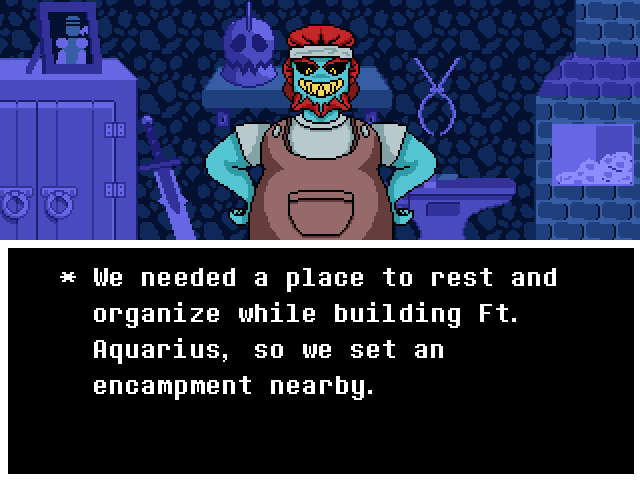 * We needed a place to rest and
organize while building Ft.
Aquarius, so we set an
encampment nearby.